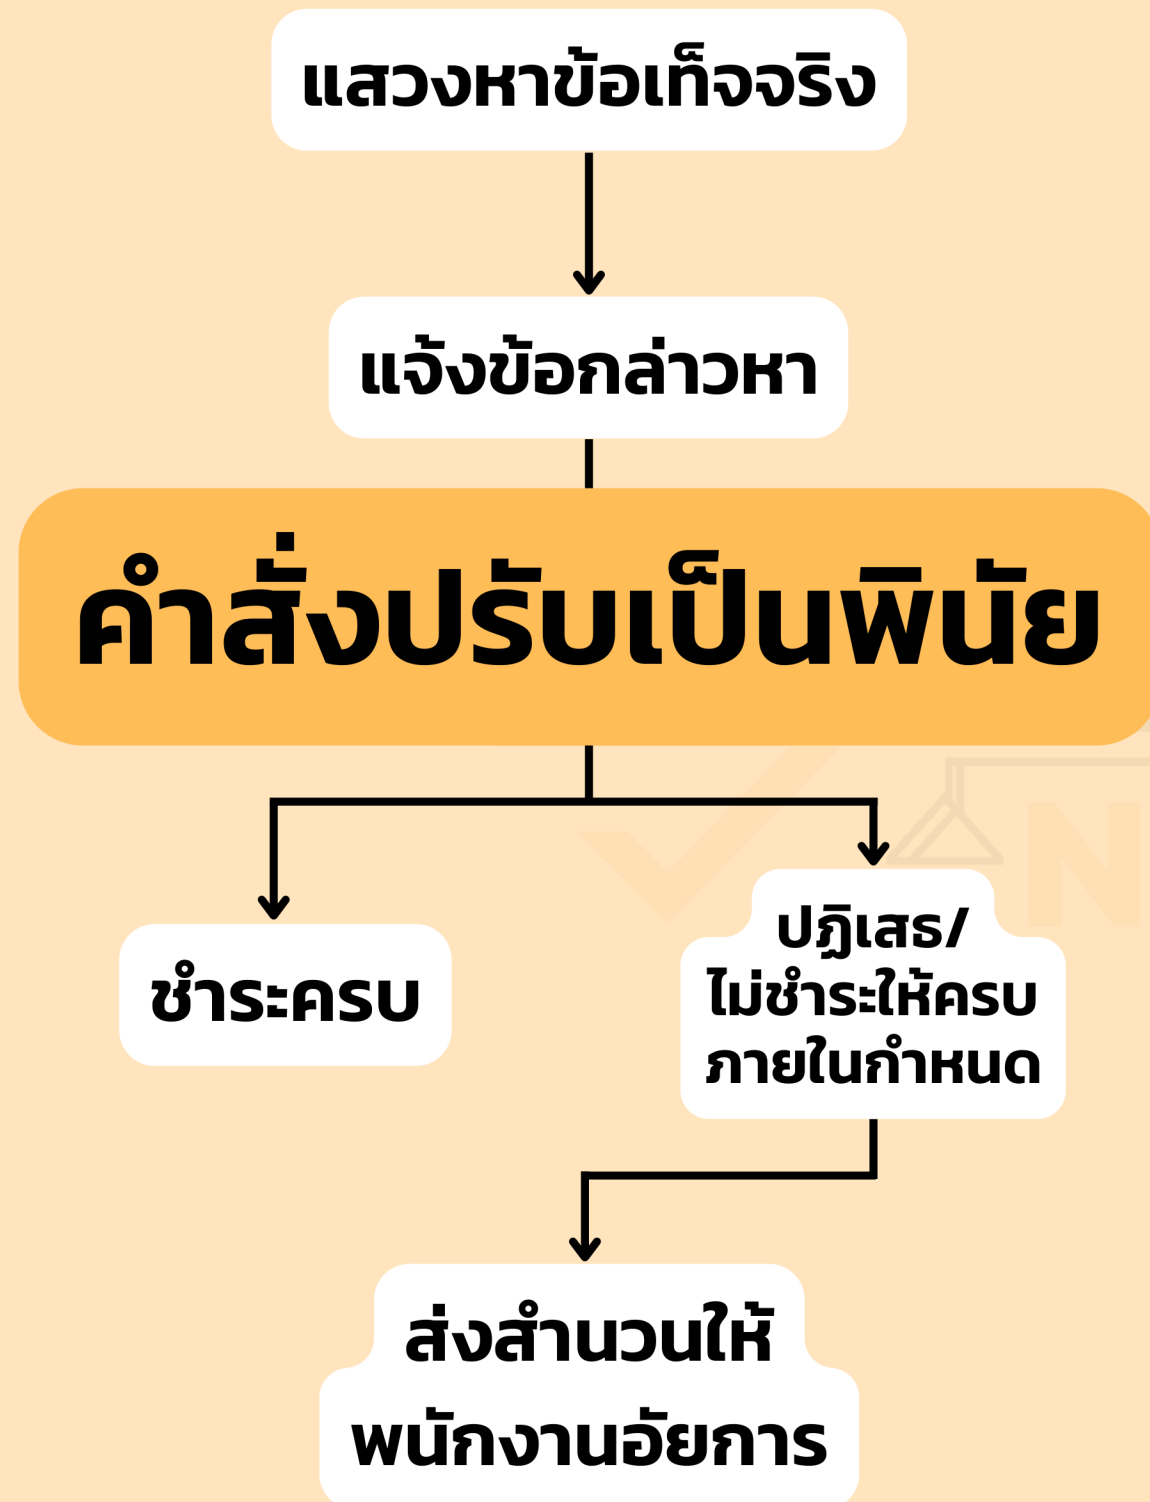 แสวงหาข้อเท็จจริง
แจ้งข้อกล่าวหา
คำสั่งปรับเป็นพินัย
ชำระครบ
ปฏิเสธ/
ไม่ชำระให้ครบ
ภายในกำหนด
ส่งสำนวนให้
พนักงานอัยการ
N